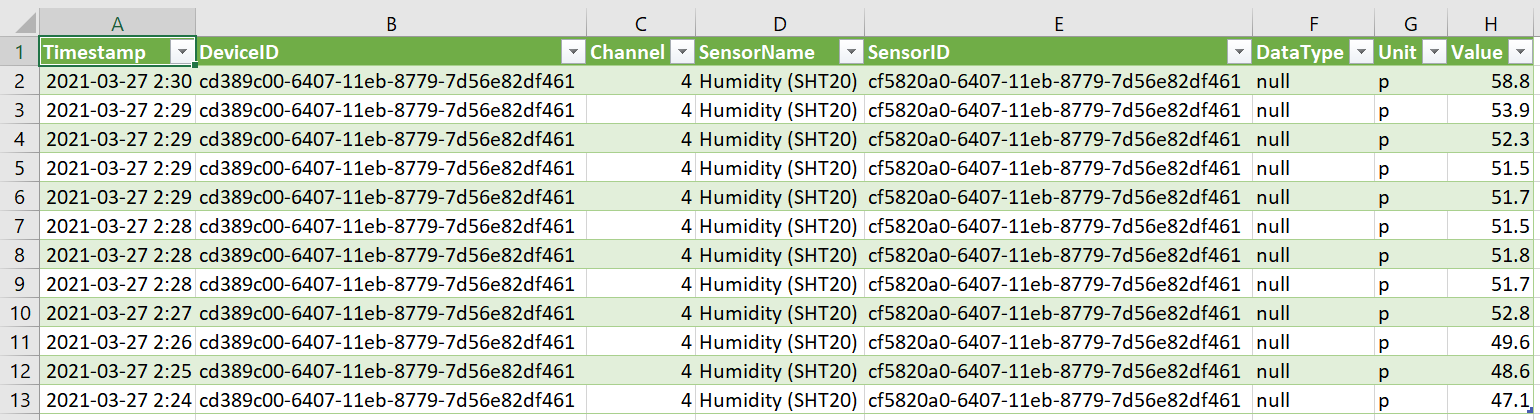 A B C D E F G H
1 Timestamp DeviceID Channel SensorName SensorID DataType Unit Value
2 2021-03-27 2:30 cd389c00-6407-11eb-8779-7d56e82df461 4 Humidity (SHT20) cf5820a0-6407-11eb-8779-7d56e82df461 null p 58.8
3 2021-03-27 2:29 cd389c00-6407-11eb-8779-7d56e82df461 4 Humidity (SHT20) cf5820a0-6407-11eb-8779-7d56e82df461 null p 53.9
4 2021-03-27 2:29 cd389c00-6407-11eb-8779-7d56e82df461 4 Humidity (SHT20) cf5820a0-6407-11eb-8779-7d56e82df461 null p 52.3
5 2021-03-27 2:29 cd389c00-6407-11eb-8779-7d56e82df461 4 Humidity (SHT20) cf5820a0-6407-11eb-8779-7d56e82df461 null p 51.5
6 2021-03-27 2:29 cd389c00-6407-11eb-8779-7d56e82df461 4 Humidity (SHT20) cf5820a0-6407-11eb-8779-7d56e82df461 null p 51.7
7 2021-03-27 2:28 cd389c00-6407-11eb-8779-7d56e82df461 4 Humidity (SHT20) cf5820a0-6407-11eb-8779-7d56e82df461 null p 51.5
8 2021-03-27 2:28 cd389c00-6407-11eb-8779-7d56e82df461 4 Humidity (SHT20) cf5820a0-6407-11eb-8779-7d56e82df461 null p 51.8
9 2021-03-27 2:28 cd389c00-6407-11eb-8779-7d56e82df461 4 Humidity (SHT20) cf5820a0-6407-11eb-8779-7d56e82df461 null p 51.7
10 2021-03-27 2:27 cd389c00-6407-11eb-8779-7d56e82df461 4 Humidity (SHT20) cf5820a0-6407-11eb-8779-7d56e82df461 null p 52.8
11 2021-03-27 2:26 cd389c00-6407-11eb-8779-7d56e82df461 4 Humidity (SHT20) cf5820a0-6407-11eb-8779-7d56e82df461 null p 49.6
12 2021-03-27 2:25 cd389c00-6407-11eb-8779-7d56e82df461 4 Humidity (SHT20) cf5820a0-6407-11eb-8779-7d56e82df461 null p 48.6
13 2021-03-27 2:24 cd389c00-6407-11eb-8779-7d56e82df461 4 Humidity (SHT20) cf5820a0-6407-11eb-8779-7d56e82df461 null p 47.1